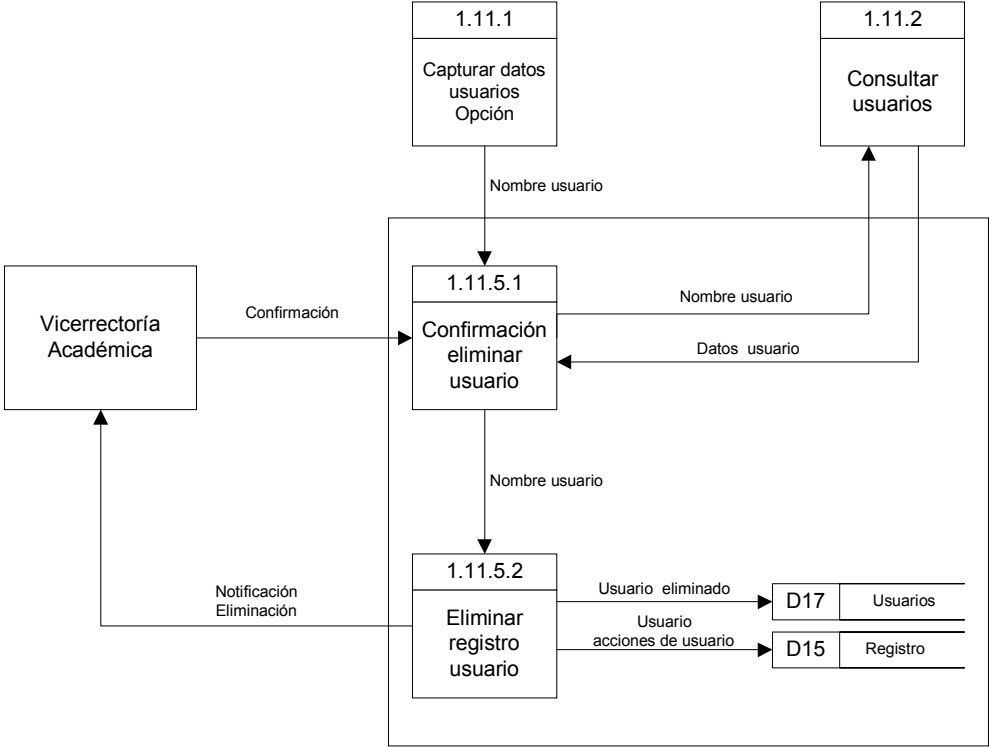 1.11.1
Capturar datos
usuarios
Opción
1.11.2
Consultar
usuarios
Nombre usuario
Vicerrectoría
Académica
Confirmación
1.11.5.1
Confirmación
eliminar
usuario
Nombre usuario
Datos usuario
Nombre usuario
1.11.5.2
Eliminar
registro
usuario
Notificación
Eliminación
Usuario eliminado
D17
Usuarios
Usuario
acciones de usuario
D15
Registro